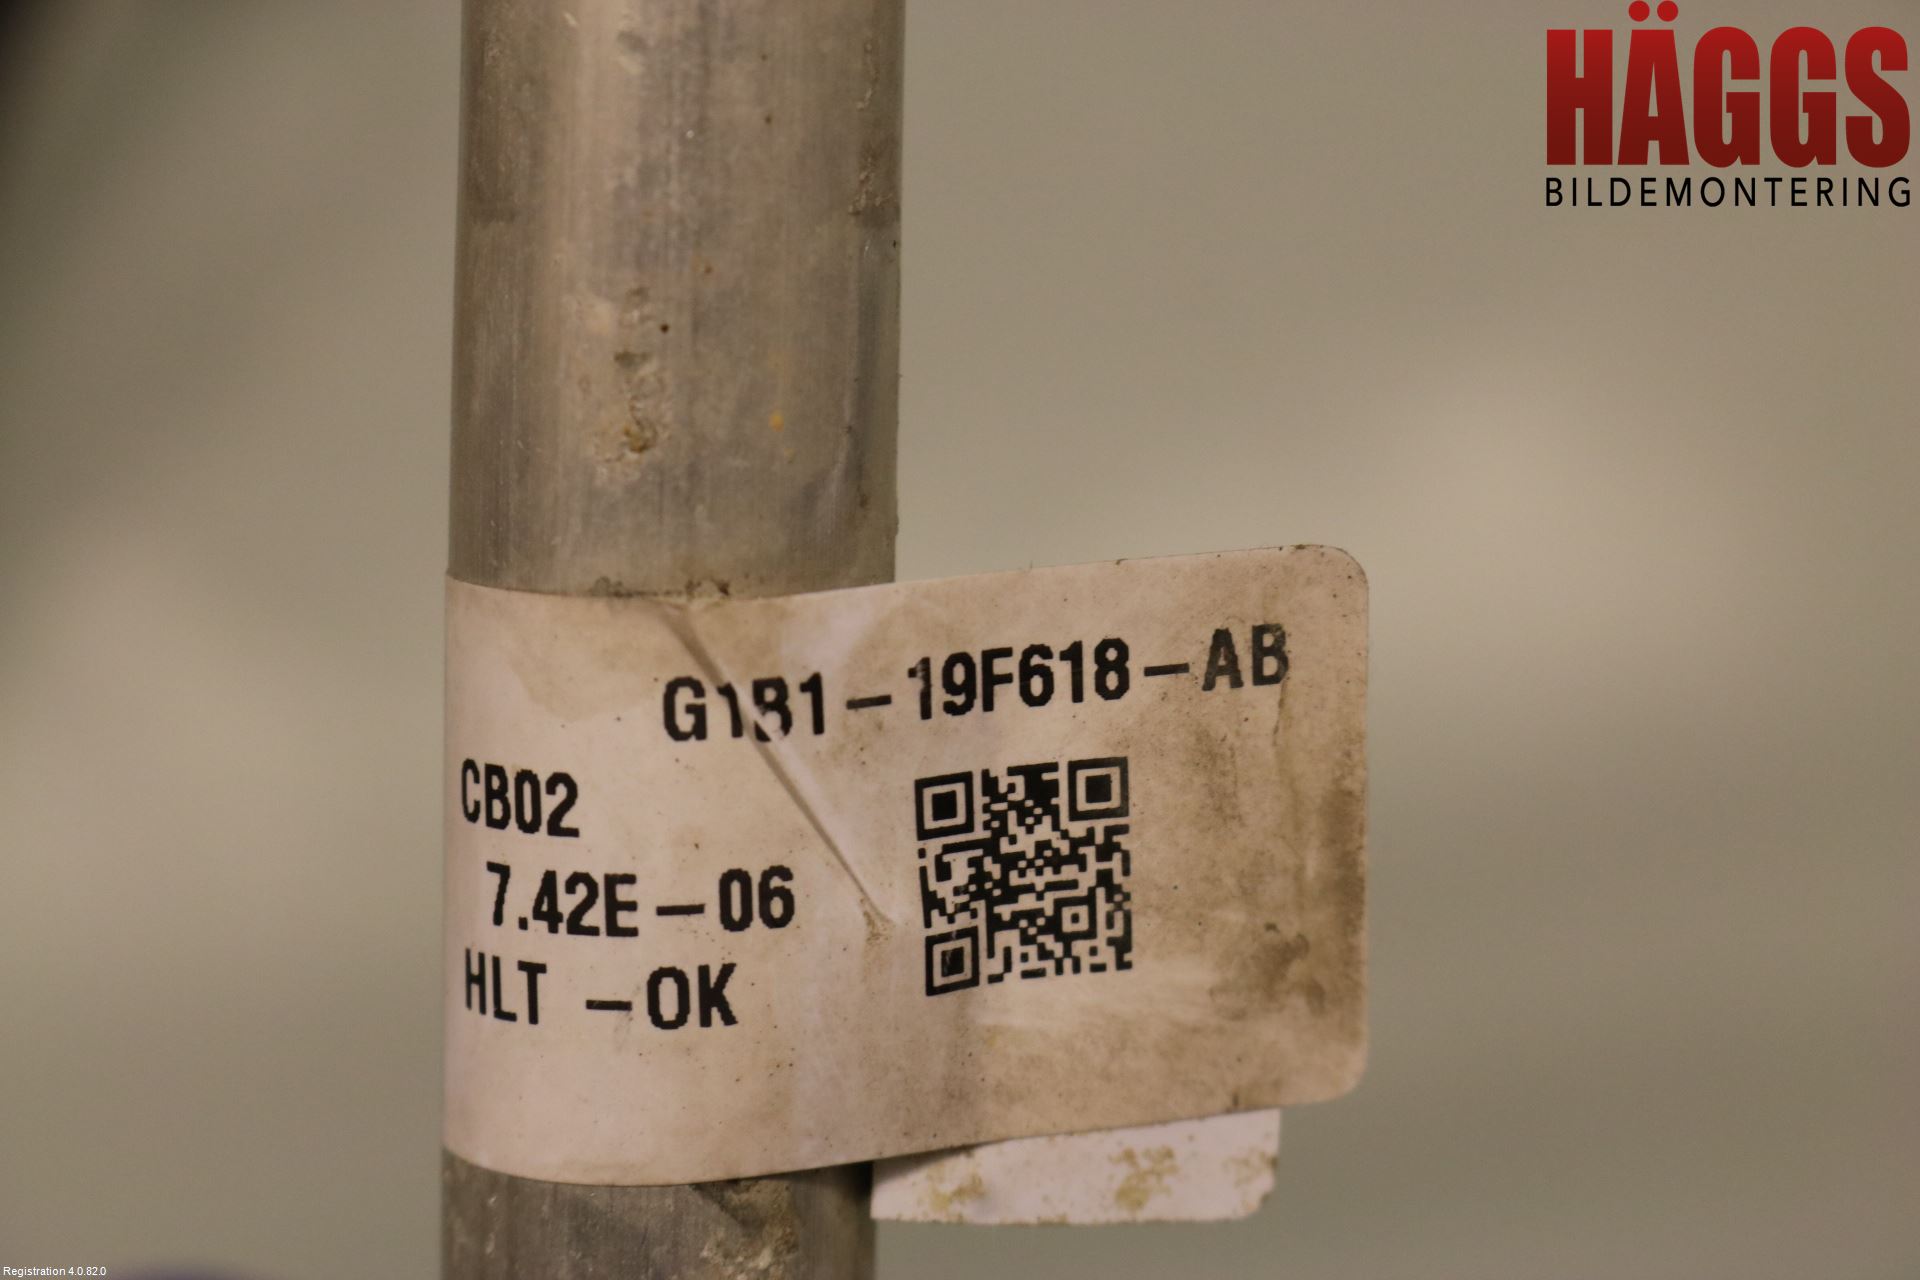 HÄGGS
BILDEMONTERING
G1B1-19F618-AB
CB02
7.42E-06
HLT -OK
Registration 4.0.82.0